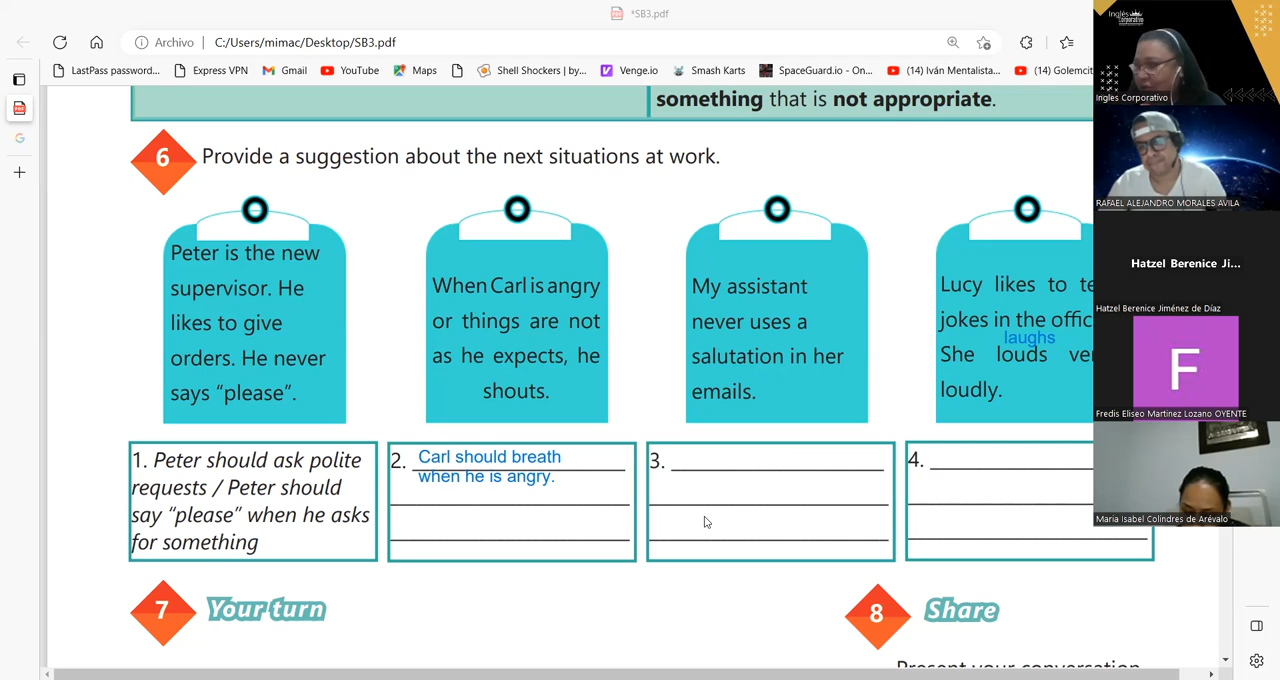 *SB3.pdf
Archivo
C:/Users/mimac/Desktop/SB3.pdf
LastPass password...
Express VPN
Gmail
YouTube
Maps
Shell Shockers | by...
Venge.io
Smash Karts
SpaceGuard.io - On...
(14) Iván Mentalista...
(14) Golemcit
something that is not appropriate.
6 Provide a suggestion about the next situations at work.
Peter is the new
supervisor. He
likes to give
orders. He never
says “please”.
When Carl is angry
or things are not
as he expects, he
shouts.
My assistant
never uses a
salutation in her
emails.
Lucy likes to te
jokes in the offic
laughs
She louds ve
loudly.
1. Peter should ask polite
requests / Peter should
say “please” when he asks
for something
2. Carl should breath
when he is angry.
3.
4.
7 Your turn
8 Share
Present your conversation
Inglés
Corporativo
Ingles Corporativo
RAFAEL ALEJANDRO MORALES AVILA
Hatzel Berenice Ji...
Hatzel Berenice Jiménez de Díaz
F
Fredis Eliseo Martinez Lozano OYENTE
Maria Isabel Colindres de Arévalo